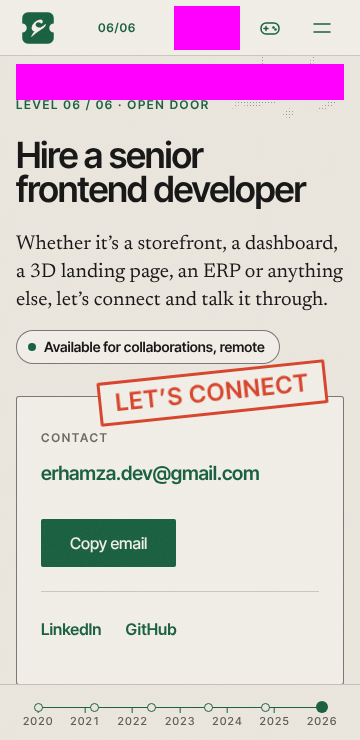 06/06
LEVEL 06 / 06 · OPEN DOOR
Hire a senior
frontend developer
Whether it’s a storefront, a dashboard,
a 3D landing page, an ERP or anything
else, let’s connect and talk it through.
Available for collaborations, remote
LET’S CONNECT
CONTACT
erhamza.dev@gmail.com
Copy email
LinkedIn GitHub
2020 2021 2022 2023 2024 2025 2026